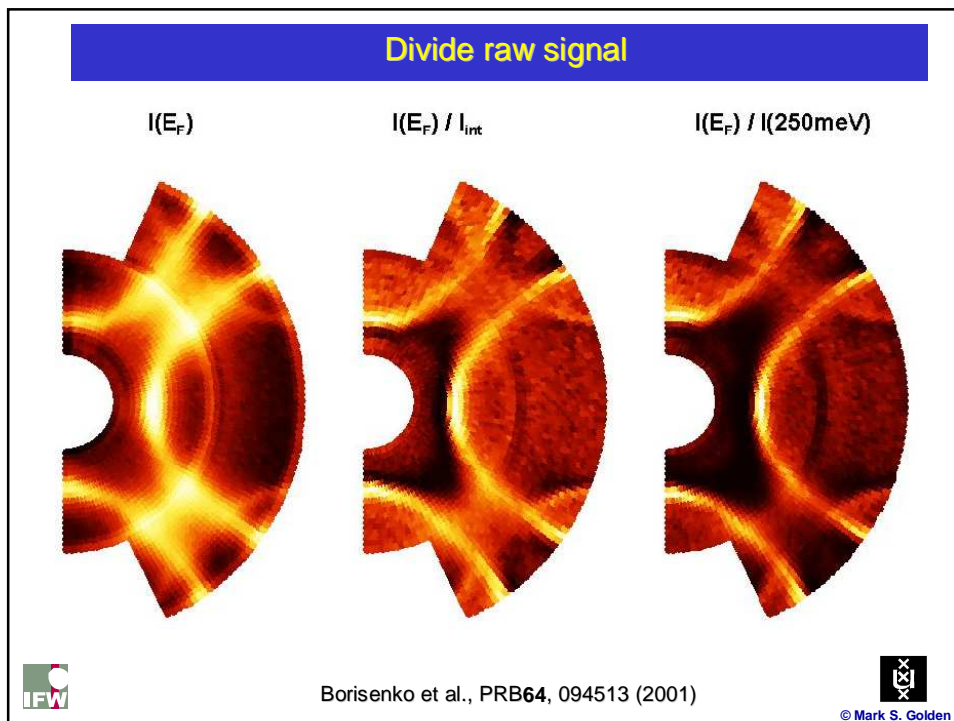 Divide raw signal
I(E_F) I(E_F) / I_int I(E_F) / I(250meV)
IFW
Borisenko et al., PRB64, 094513 (2001)
© Mark S. Golden